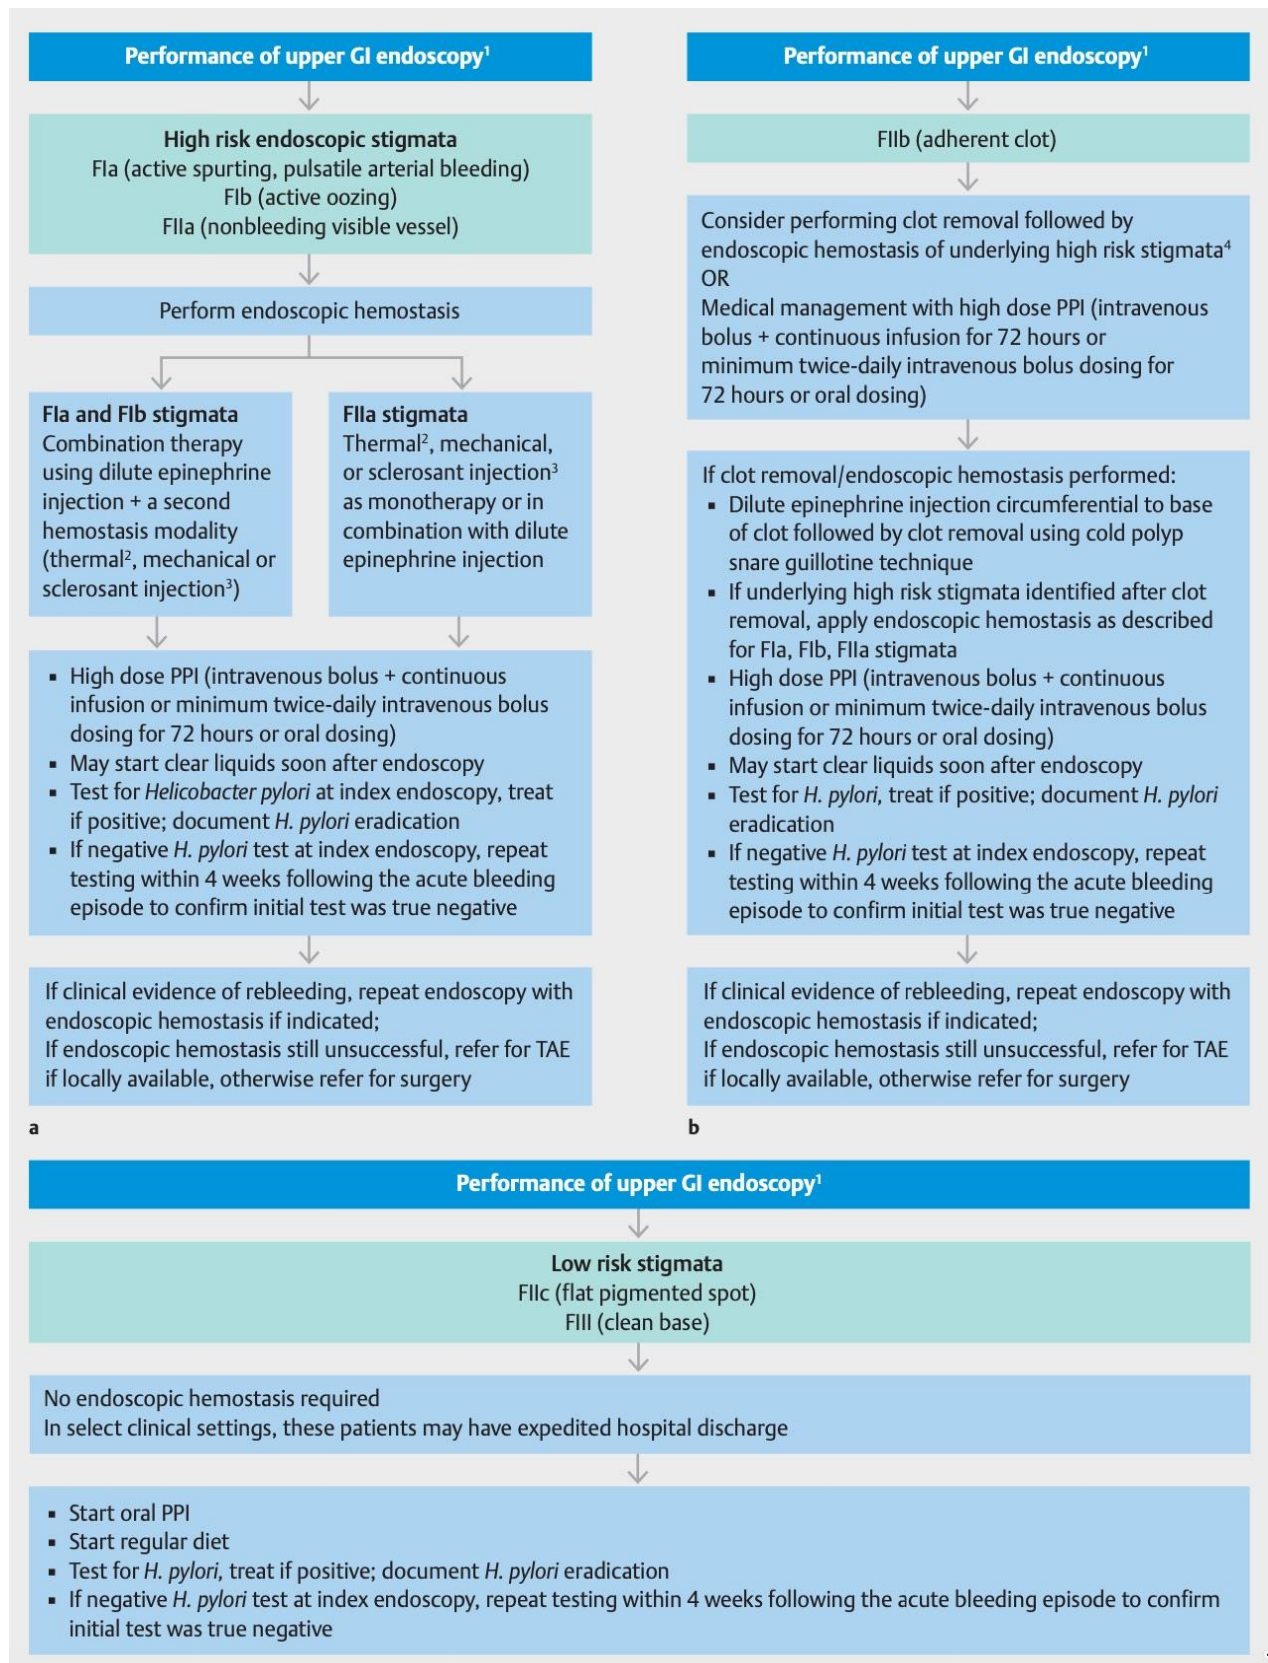 Performance of upper GI endoscopy¹
High risk endoscopic stigmata
FIa (active spurting, pulsatile arterial bleeding)
FIb (active oozing)
FIIa (nonbleeding visible vessel)
Perform endoscopic hemostasis
FIa and FIb stigmata
Combination therapy
using dilute epinephrine
injection + a second
hemostasis modality
(thermal², mechanical or
sclerosant injection³)
FIIa stigmata
Thermal², mechanical,
or sclerosant injection³
as monotherapy or in
combination with dilute
epinephrine injection
▪ High dose PPI (intravenous bolus + continuous
infusion or minimum twice-daily intravenous bolus
dosing for 72 hours or oral dosing)
▪ May start clear liquids soon after endoscopy
▪ Test for Helicobacter pylori at index endoscopy, treat
if positive; document H. pylori eradication
▪ If negative H. pylori test at index endoscopy, repeat
testing within 4 weeks following the acute bleeding
episode to confirm initial test was true negative
If clinical evidence of rebleeding, repeat endoscopy with
endoscopic hemostasis if indicated;
If endoscopic hemostasis still unsuccessful, refer for TAE
if locally available, otherwise refer for surgery
a
Performance of upper GI endoscopy¹
FIIb (adherent clot)
Consider performing clot removal followed by
endoscopic hemostasis of underlying high risk stigmata⁴
OR
Medical management with high dose PPI (intravenous
bolus + continuous infusion for 72 hours or
minimum twice-daily intravenous bolus dosing for
72 hours or oral dosing)
If clot removal/endoscopic hemostasis performed:
▪ Dilute epinephrine injection circumferential to base
of clot followed by clot removal using cold polyp
snare guillotine technique
▪ If underlying high risk stigmata identified after clot
removal, apply endoscopic hemostasis as described
for FIa, FIb, FIIa stigmata
▪ High dose PPI (intravenous bolus + continuous
infusion or minimum twice-daily intravenous bolus
dosing for 72 hours or oral dosing)
▪ May start clear liquids soon after endoscopy
▪ Test for H. pylori, treat if positive; document H. pylori
eradication
▪ If negative H. pylori test at index endoscopy, repeat
testing within 4 weeks following the acute bleeding
episode to confirm initial test was true negative
If clinical evidence of rebleeding, repeat endoscopy with
endoscopic hemostasis if indicated;
If endoscopic hemostasis still unsuccessful, refer for TAE
if locally available, otherwise refer for surgery
b
Performance of upper GI endoscopy¹
Low risk stigmata
FIIc (flat pigmented spot)
FIII (clean base)
No endoscopic hemostasis required
In select clinical settings, these patients may have expedited hospital discharge
▪ Start oral PPI
▪ Start regular diet
▪ Test for H. pylori, treat if positive; document H. pylori eradication
▪ If negative H. pylori test at index endoscopy, repeat testing within 4 weeks following the acute bleeding episode to confirm
initial test was true negative